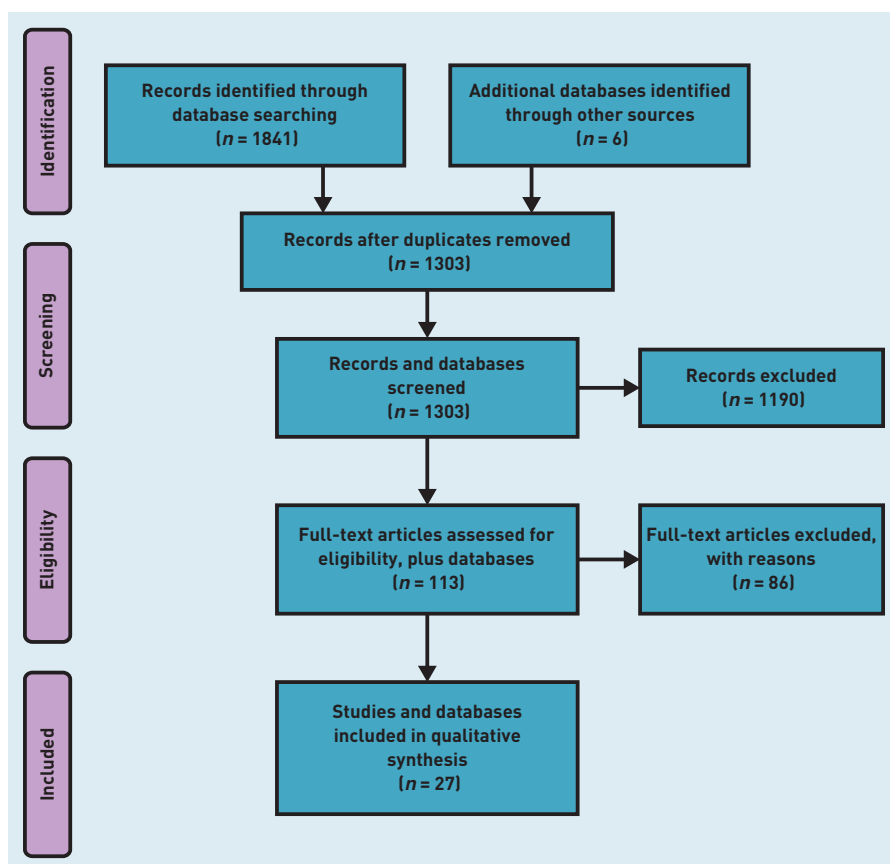 Identification
Records identified through
database searching
(n = 1841)
Additional databases identified
through other sources
(n = 6)
Records after duplicates removed
(n = 1303)
Screening
Records and databases
screened
(n = 1303)
Records excluded
(n = 1190)
Eligibility
Full-text articles assessed for
eligibility, plus databases
(n = 113)
Full-text articles excluded,
with reasons
(n = 86)
Included
Studies and databases
included in qualitative
synthesis
(n = 27)